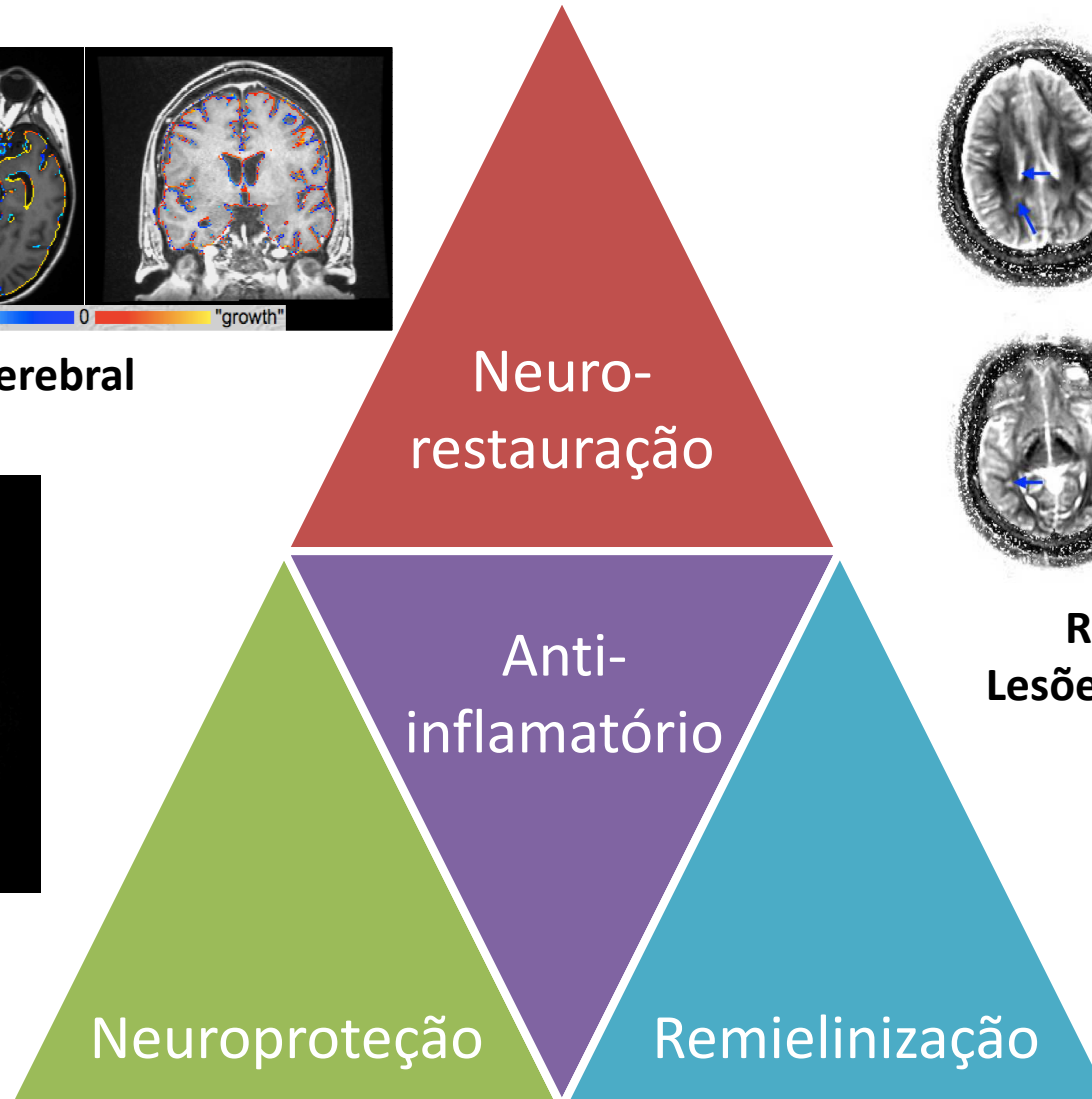 0 "growth"
erebral
Neuro-
restauração
R
Lesõe
Anti-
inflamatório
Neuroproteção
Remielinização